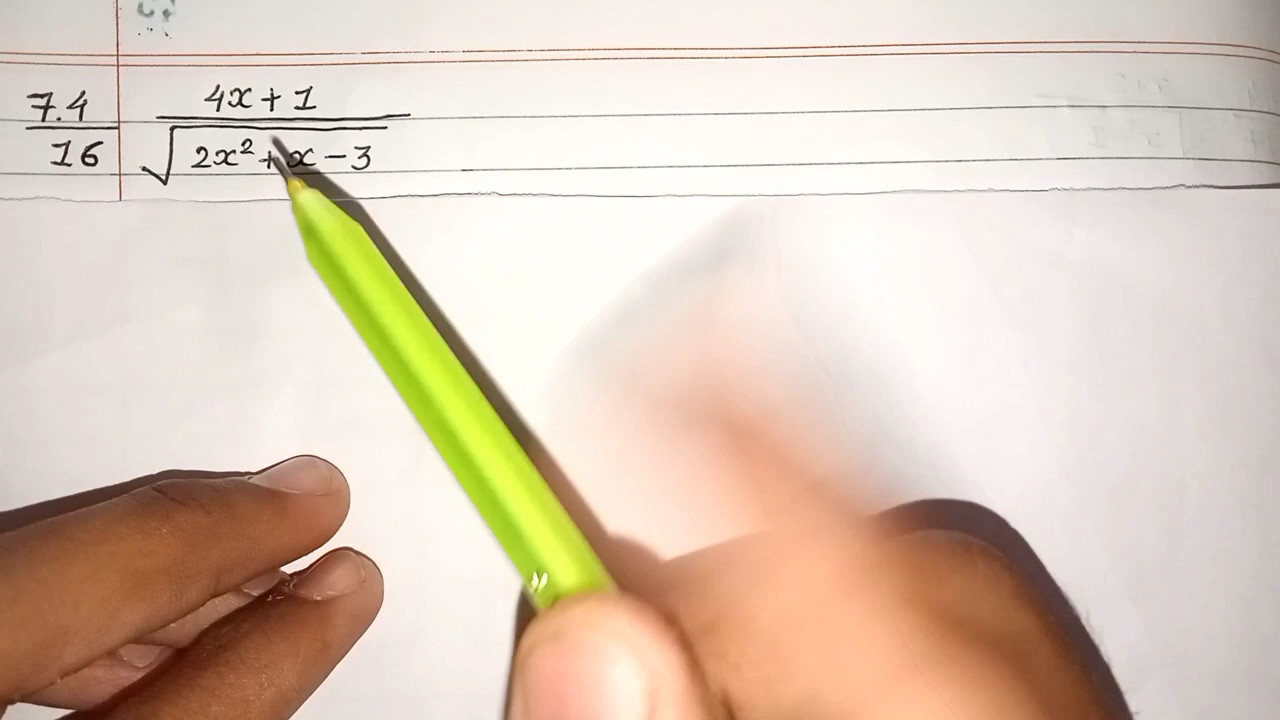 7.4
16
4x + 1
√2x² + x - 3